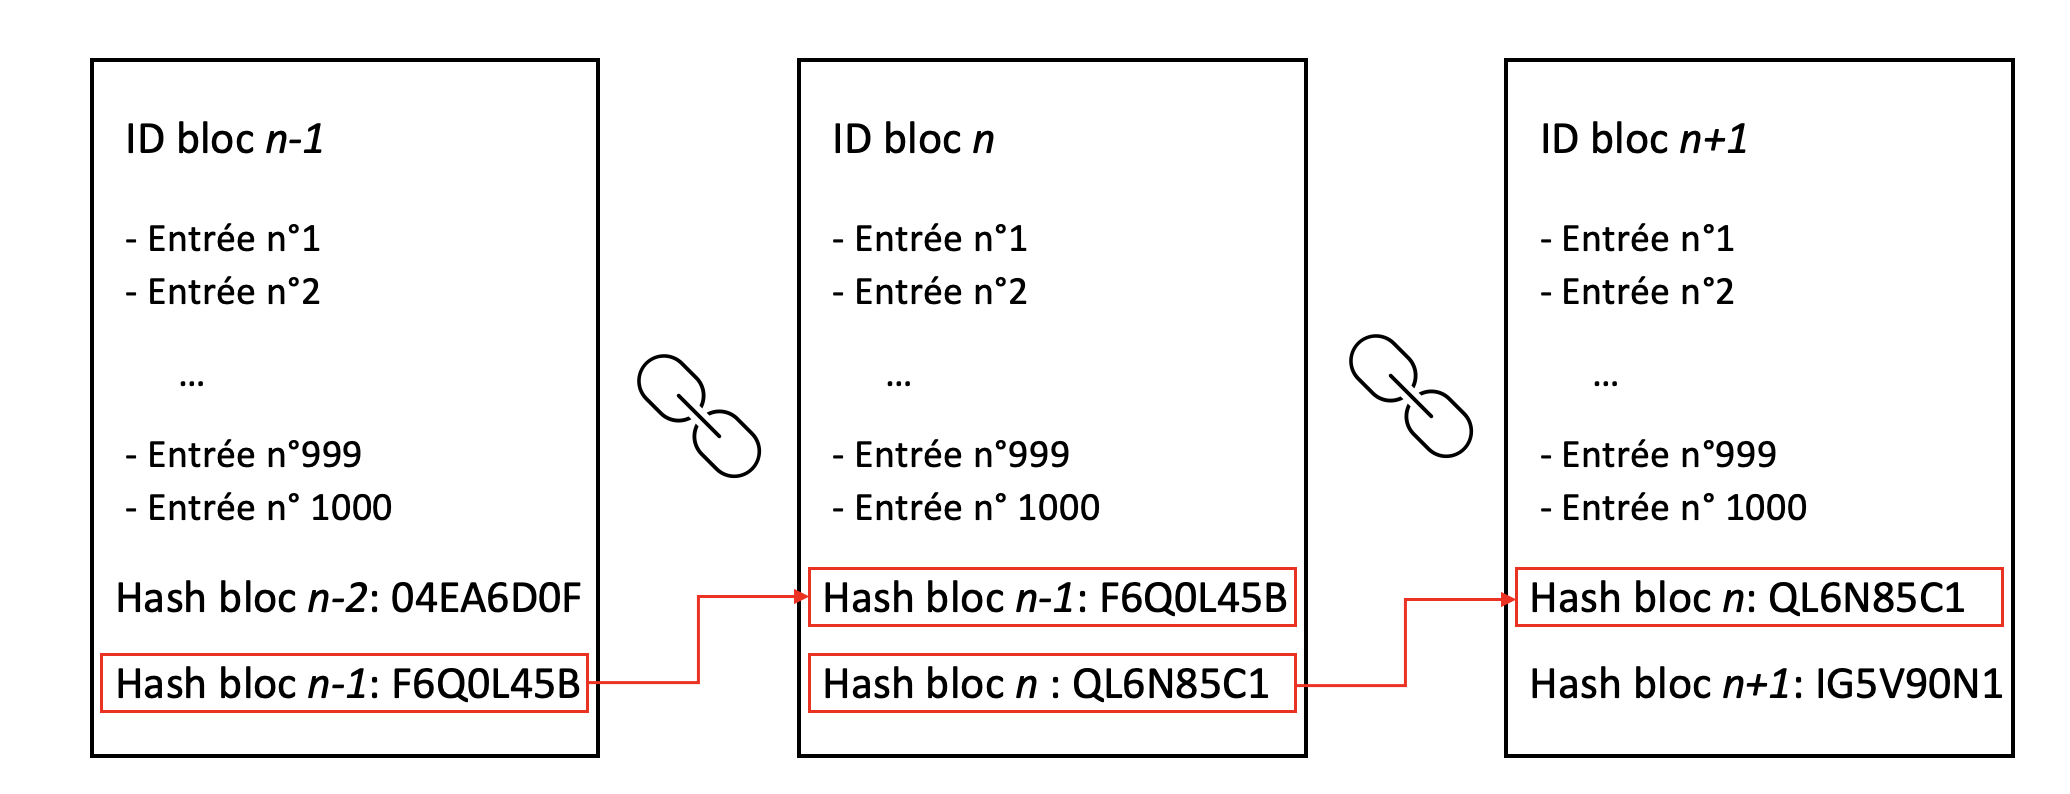 ID bloc n-1
- Entrée n°1
- Entrée n°2
...
- Entrée n°999
- Entrée n° 1000
Hash bloc n-2: 04EA6D0F
Hash bloc n-1: F6Q0L45B
ID bloc n
- Entrée n°1
- Entrée n°2
...
- Entrée n°999
- Entrée n° 1000
Hash bloc n-1: F6Q0L45B
Hash bloc n : QL6N85C1
ID bloc n+1
- Entrée n°1
- Entrée n°2
...
- Entrée n°999
- Entrée n° 1000
Hash bloc n: QL6N85C1
Hash bloc n+1: IG5V90N1